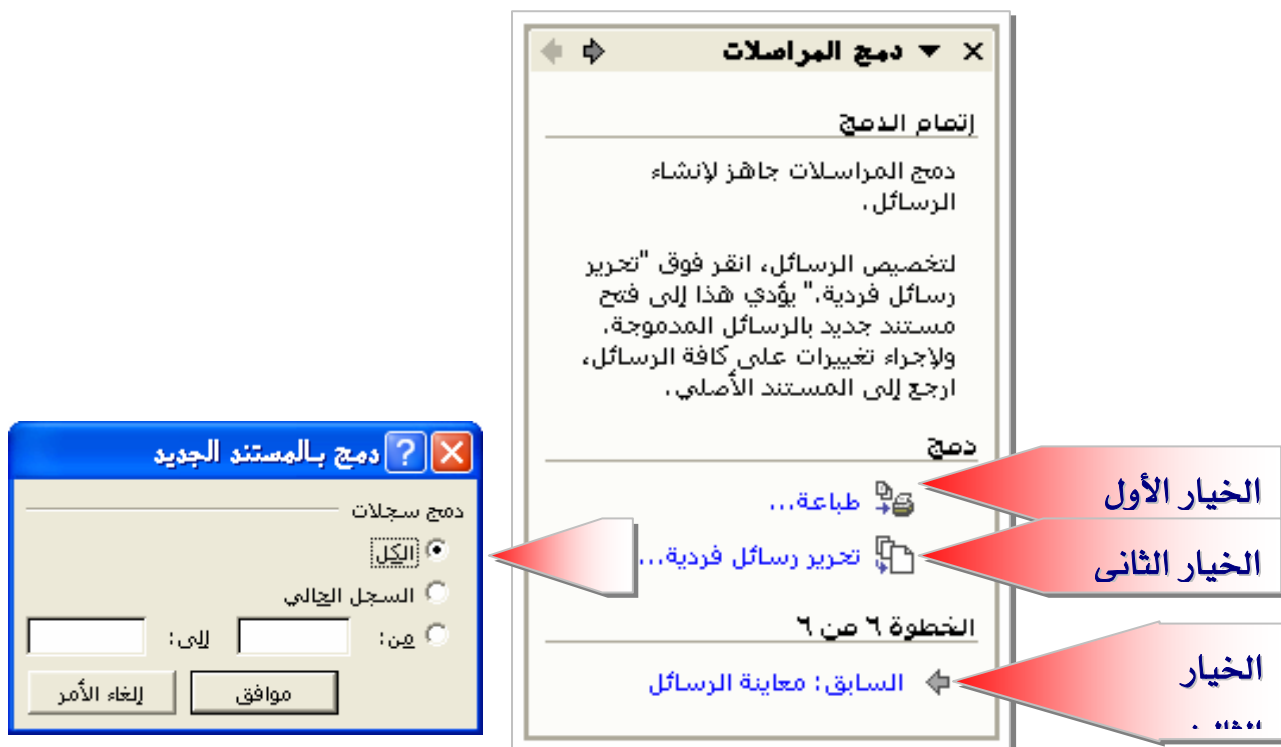 دمج المراسلات
إتمام الدمج
دمج المراسلات جاهز لإنشاء
الرسائل.
لتخصيص الرسائل، انقر فوق "تحرير
رسائل فردية." يؤدي هذا إلى فتح
مستند جديد بالرسائل المدموجة.
ولإجراء تغييرات على كافة الرسائل،
ارجع إلى المستند الأصلي.
دمج
طباعة...
الخيار الأول
تحرير رسائل فردية...
الخيار الثانى
الخطوة ٦ من ٦
السابق: معاينة الرسائل
الخيار
دمج بالمستند الجديد
دمج سجلات
الكل
السجل الحالي
من: إلى:
موافق إلغاء الأمر